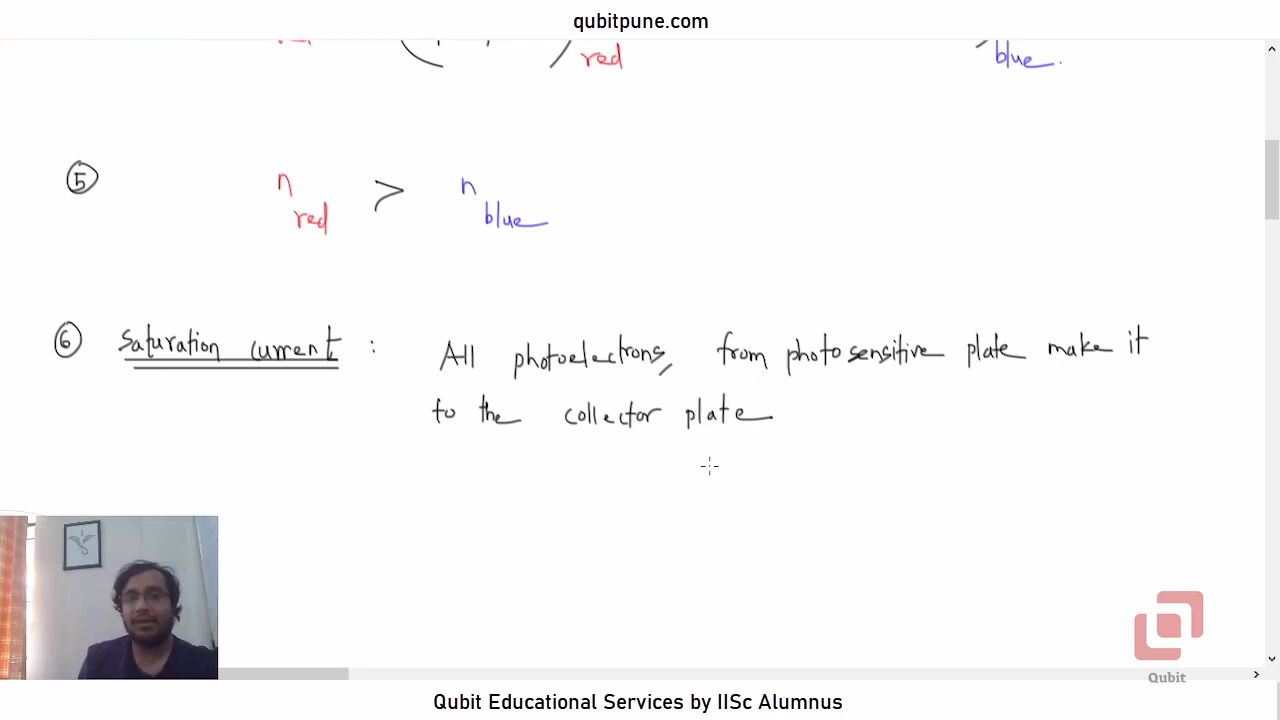 qubitpune.com
red blue.
5 n red > n blue
6 Saturation current : All photoelectrons, from photosensitive plate make it
to the collector plate
Qubit
Qubit Educational Services by IISc Alumnus